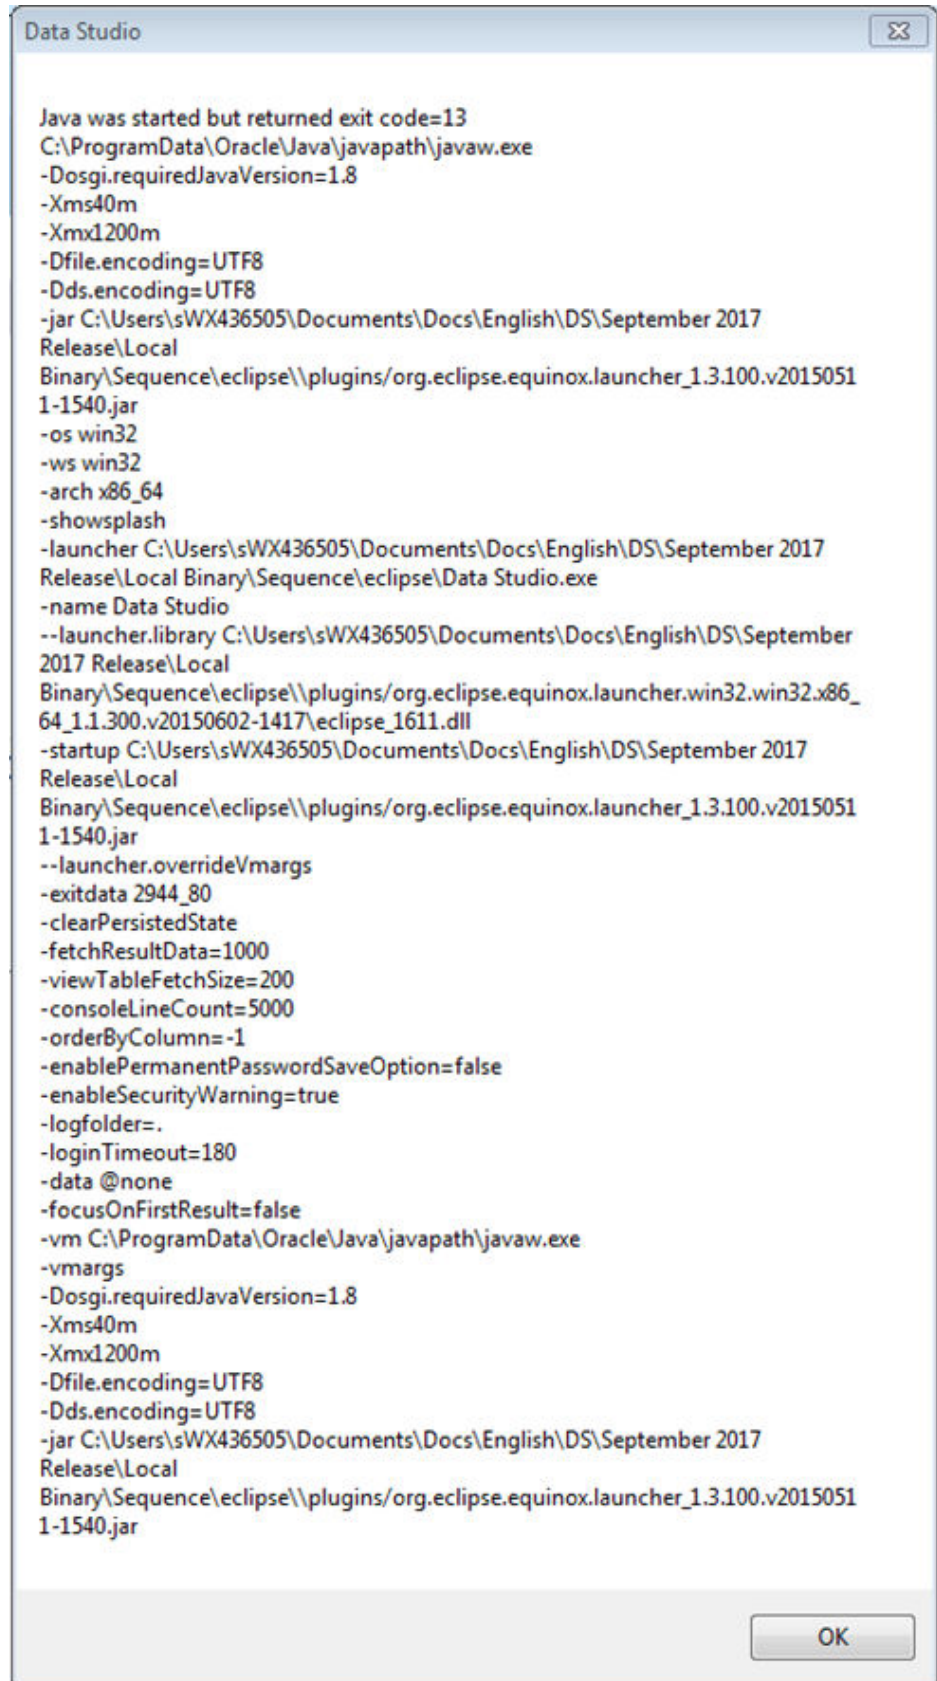 Data Studio
Java was started but returned exit code=13
C:\ProgramData\Oracle\Java\javapath\javaw.exe
-Dosgi.requiredJavaVersion=1.8
-Xms40m
-Xmx1200m
-Dfile.encoding=UTF8
-Dds.encoding=UTF8
-jar C:\Users\sWX436505\Documents\Docs\English\DS\September 2017
Release\Local
Binary\Sequence\eclipse\\plugins/org.eclipse.equinox.launcher_1.3.100.v2015051
1-1540.jar
-os win32
-ws win32
-arch x86_64
-showsplash
-launcher C:\Users\sWX436505\Documents\Docs\English\DS\September 2017
Release\Local Binary\Sequence\eclipse\Data Studio.exe
-name Data Studio
--launcher.library C:\Users\sWX436505\Documents\Docs\English\DS\September
2017 Release\Local
Binary\Sequence\eclipse\\plugins/org.eclipse.equinox.launcher.win32.win32.x86_
64_1.1.300.v20150602-1417\eclipse_1611.dll
-startup C:\Users\sWX436505\Documents\Docs\English\DS\September 2017
Release\Local
Binary\Sequence\eclipse\\plugins/org.eclipse.equinox.launcher_1.3.100.v2015051
1-1540.jar
--launcher.overrideVmargs
-exitdata 2944_80
-clearPersistedState
-fetchResultData=1000
-viewTableFetchSize=200
-consoleLineCount=5000
-orderByColumn=-1
-enablePermanentPasswordSaveOption=false
-enableSecurityWarning=true
-logfolder=.
-loginTimeout=180
-data @none
-focusOnFirstResult=false
-vm C:\ProgramData\Oracle\Java\javapath\javaw.exe
-vmargs
-Dosgi.requiredJavaVersion=1.8
-Xms40m
-Xmx1200m
-Dfile.encoding=UTF8
-Dds.encoding=UTF8
-jar C:\Users\sWX436505\Documents\Docs\English\DS\September 2017
Release\Local
Binary\Sequence\eclipse\\plugins/org.eclipse.equinox.launcher_1.3.100.v2015051
1-1540.jar
OK